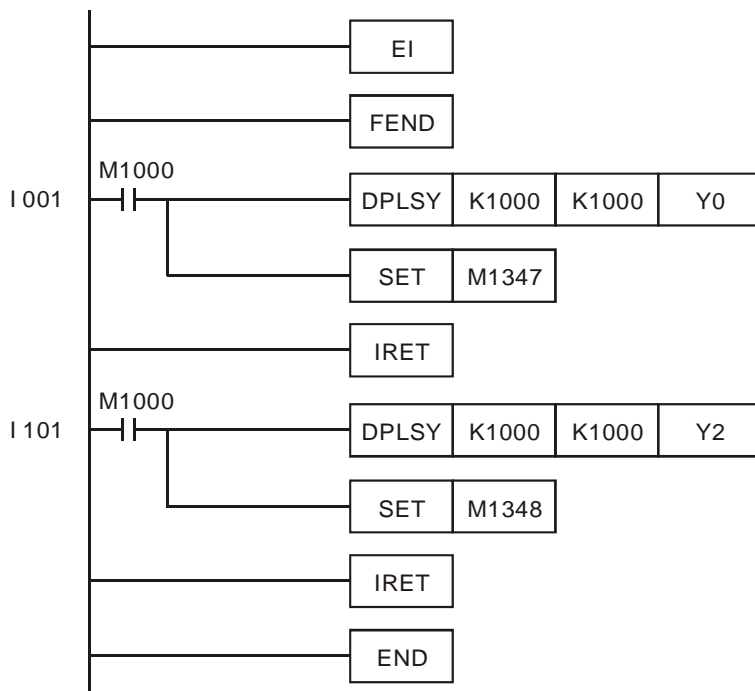 EI
FEND
M1000
I 001
DPLSY K1000 K1000 Y0
SET M1347
IRET
M1000
I 101
DPLSY K1000 K1000 Y2
SET M1348
IRET
END